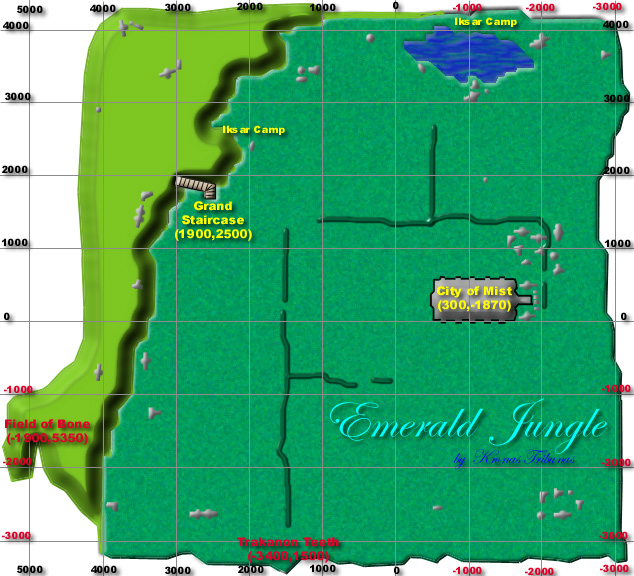 5000 4000 3000 2000 1000 0 -1000 -2000 -3000
Iksar Camp
4000 4000
3000 3000
Iksar Camp
2000 2000
Grand
Staircase
(1900,2500)
1000 1000
City of Mist
(300,-1870)
0 0
-1000 -1000
Emerald Jungle
Field of Bone
(-1800,5350)
by Kronas Tribunas
-2000 -2000
-3000 -3000
Trakanon Teeth
(-3400,1600)
5000 4000 3000 2000 1000 0 -1000 -2000 -3000